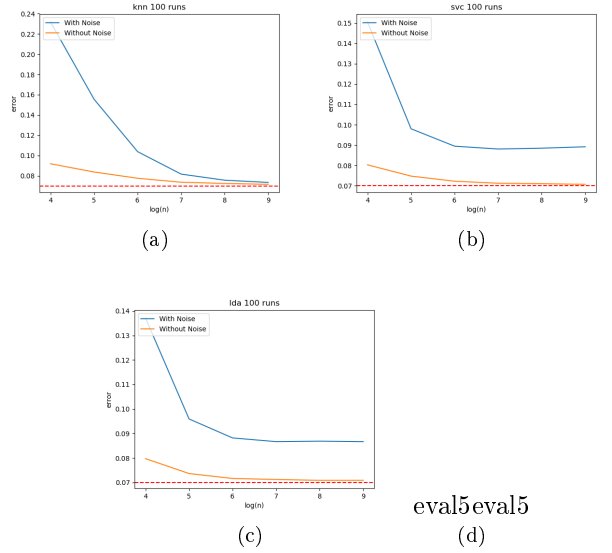 knn 100 runs
With Noise
Without Noise
error
0.24
0.22
0.20
0.18
0.16
0.14
0.12
0.10
0.08
4 5 6 7 8 9
log(n)
(a)
svc 100 runs
With Noise
Without Noise
error
0.15
0.14
0.13
0.12
0.11
0.10
0.09
0.08
0.07
4 5 6 7 8 9
log(n)
(b)
lda 100 runs
With Noise
Without Noise
error
0.14
0.13
0.12
0.11
0.10
0.09
0.08
0.07
4 5 6 7 8 9
log(n)
(c)
eval5eval5
(d)